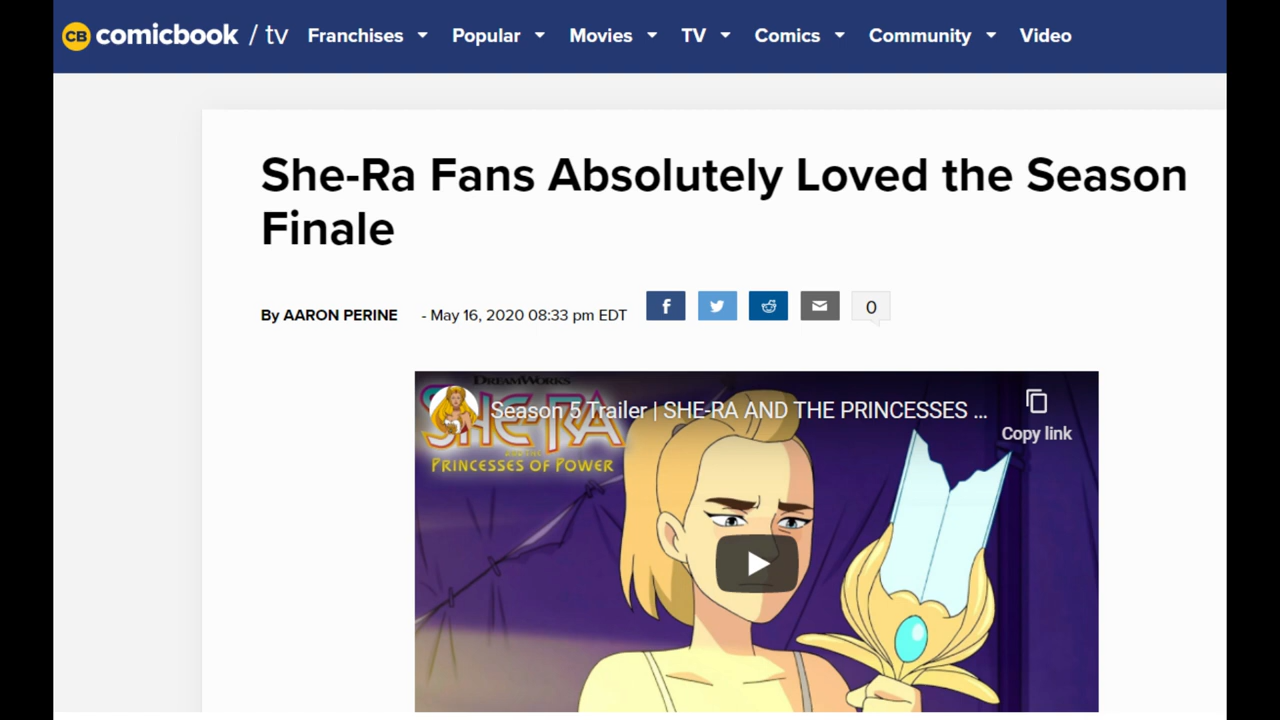 CB comicbook / tv Franchises Popular Movies TV Comics Community Video
She-Ra Fans Absolutely Loved the Season
Finale
By AARON PERINE - May 16, 2020 08:33 pm EDT f 0
DREAMWORKS
Season 5 Trailer | SHE-RA AND THE PRINCESSES ...
SHE-RA
AND THE
PRINCESSES OF POWER
Copy link